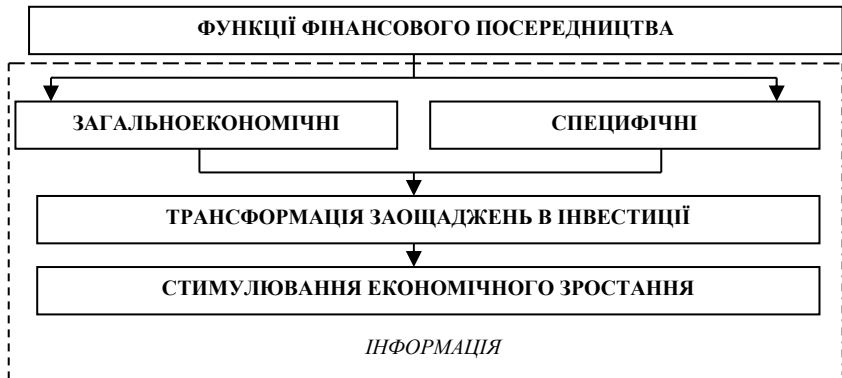 ФУНКЦІЇ ФІНАНСОВОГО ПОСЕРЕДНИЦТВА
ЗАГАЛЬНОЕКОНОМІЧНІ
СПЕЦИФІЧНІ
ТРАНСФОРМАЦІЯ ЗАОЩАДЖЕНЬ В ІНВЕСТИЦІЇ
СТИМУЛЮВАННЯ ЕКОНОМІЧНОГО ЗРОСТАННЯ
ІНФОРМАЦІЯ